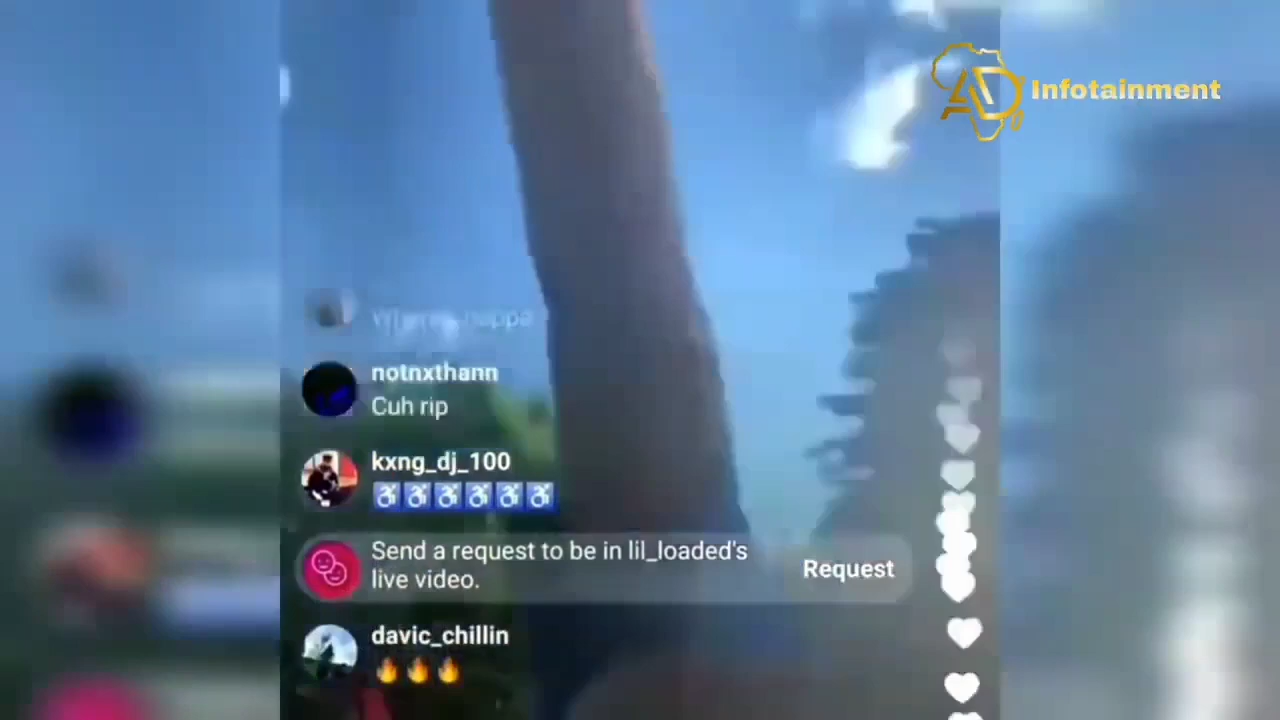 Infotainment
notnxthann
Cuh rip
kxng_dj_100
♿♿♿♿♿♿
Send a request to be in lil_loaded's
live video.
Request
davic_chillin
🔥🔥🔥